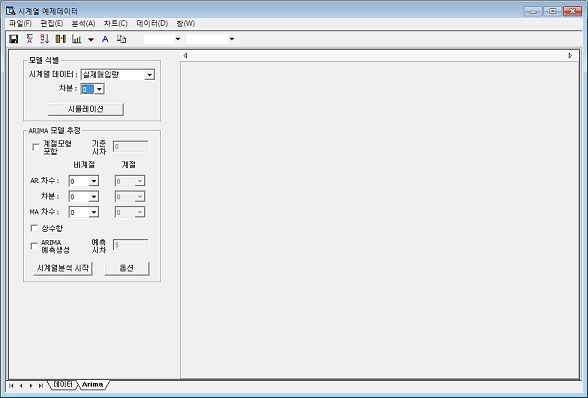 시계열 예제데이터
파일(F) 편집(E) 분석(A) 차트(C) 데이터(D) 창(W)
모델 식별
시계열 데이터 : 실제매입량
차분 : 0
시뮬레이션
ARIMA 모델 추정
계절모형 포함 기준 시차 0
비계절 계절
AR 차수 : 0 0
차분 : 0 0
MA 차수 : 0 0
상수항
ARIMA 예측생성 예측 시차 5
시계열분석 시작 옵션
데이터 Arima